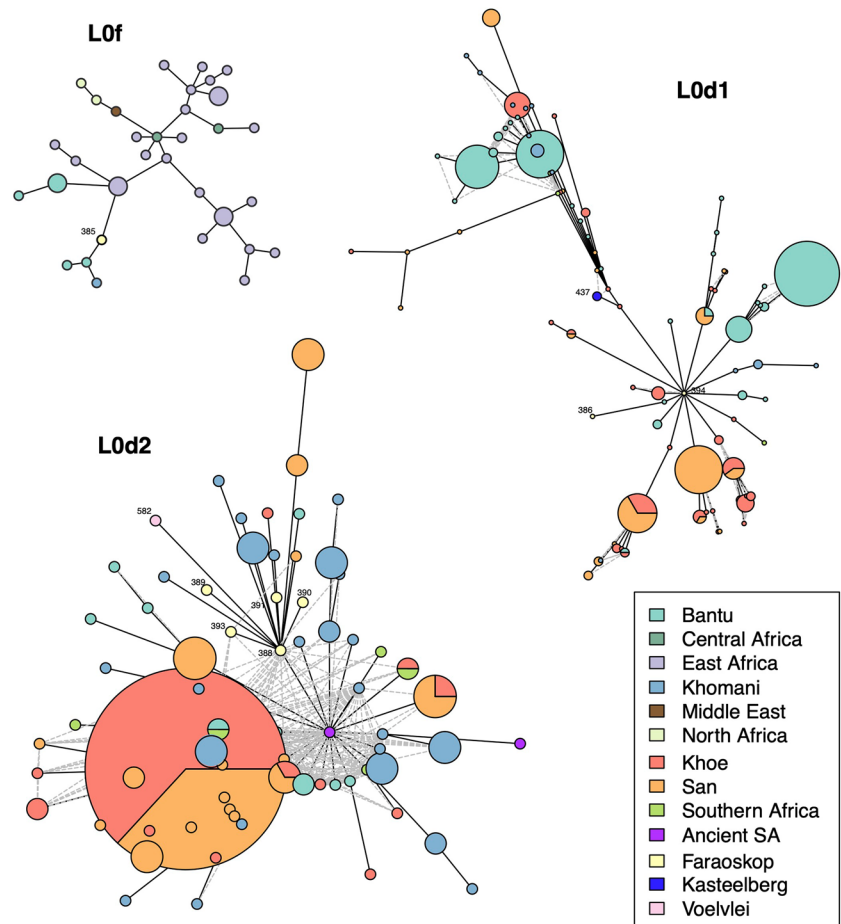 L0f
L0d1
385
437
394
386
L0d2
582
389
391
390
393
388
Bantu
Central Africa
East Africa
Khomani
Middle East
North Africa
Khoe
San
Southern Africa
Ancient SA
Faraoskop
Kasteelberg
Voelvlei